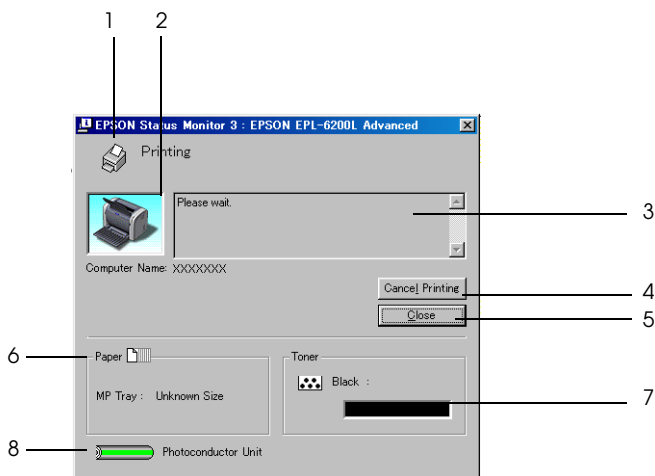 1 2
EPSON Status Monitor 3 : EPSON EPL-6200L Advanced
Printing
Please wait.
3
Computer Name: XXXXXXX
Cancel Printing
4
Close
5
6
Paper
Toner
Black :
MP Tray : Unknown Size
7
8
Photoconductor Unit